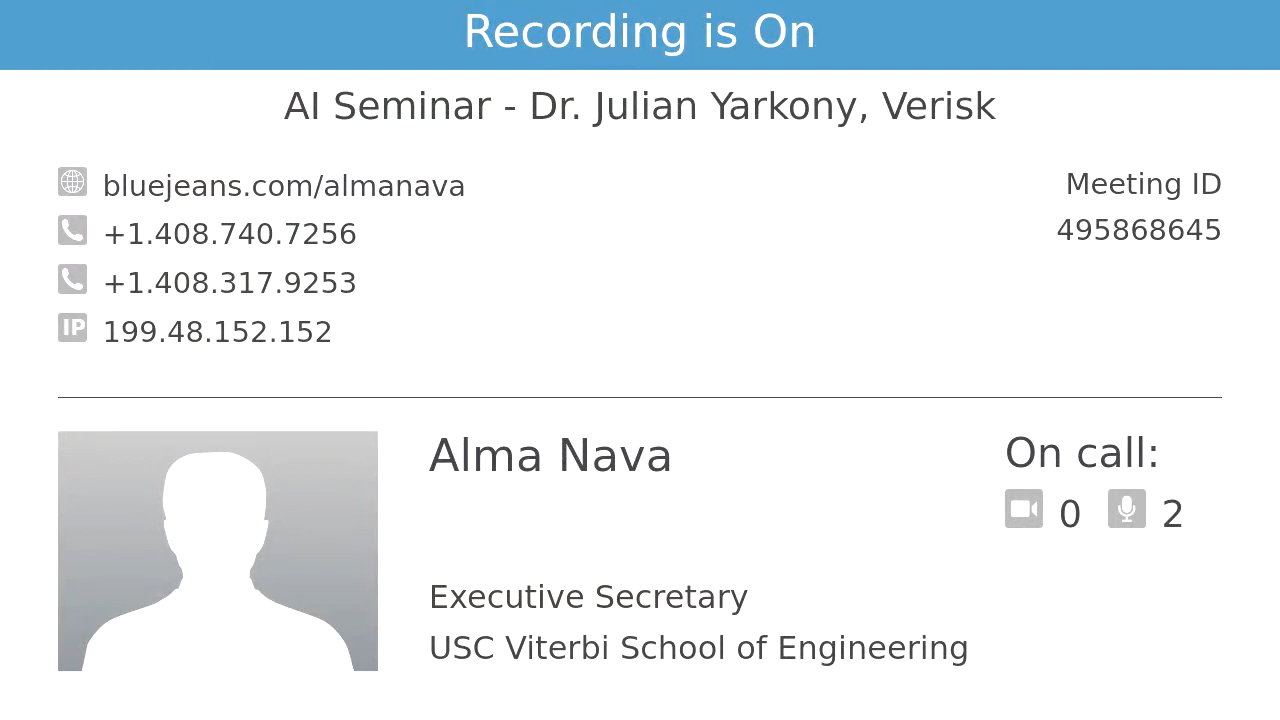 Recording is On
AI Seminar - Dr. Julian Yarkony, Verisk
bluejeans.com/almanava
+1.408.740.7256
+1.408.317.9253
IP 199.48.152.152
Meeting ID
495868645
Alma Nava
Executive Secretary
USC Viterbi School of Engineering
On call:
0 2